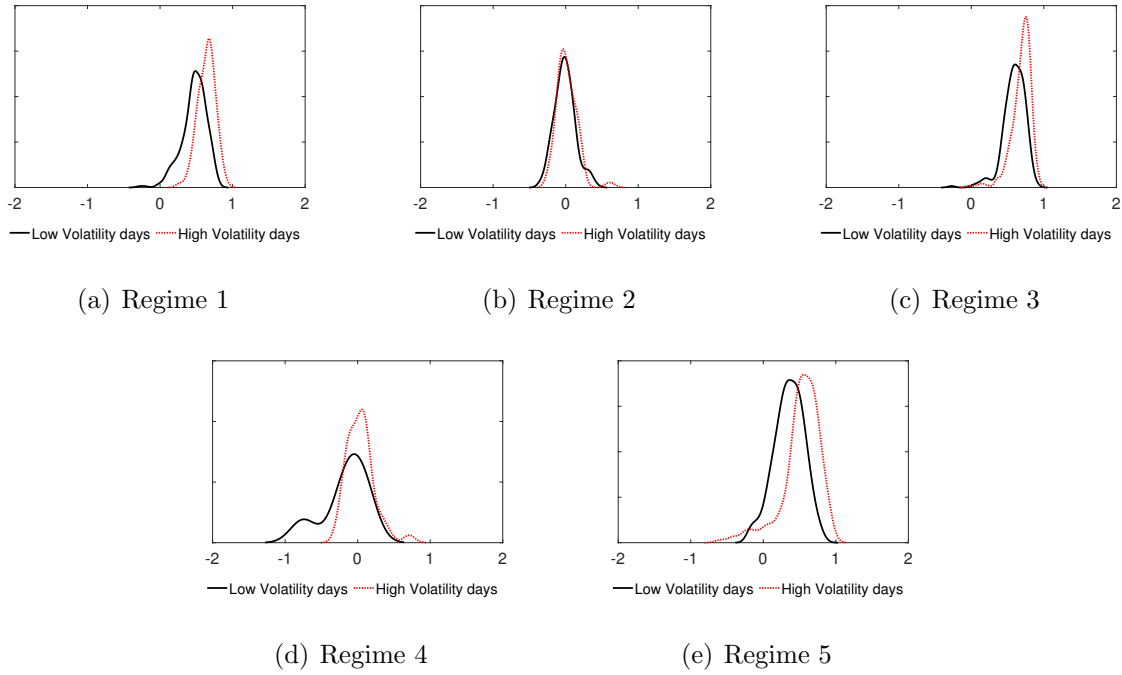 -2 -1 0 1 2
Low Volatility days High Volatility days
(a) Regime 1
-2 -1 0 1 2
Low Volatility days High Volatility days
(b) Regime 2
-2 -1 0 1 2
Low Volatility days High Volatility days
(c) Regime 3
-2 -1 0 1 2
Low Volatility days High Volatility days
(d) Regime 4
-2 -1 0 1 2
Low Volatility days High Volatility days
(e) Regime 5